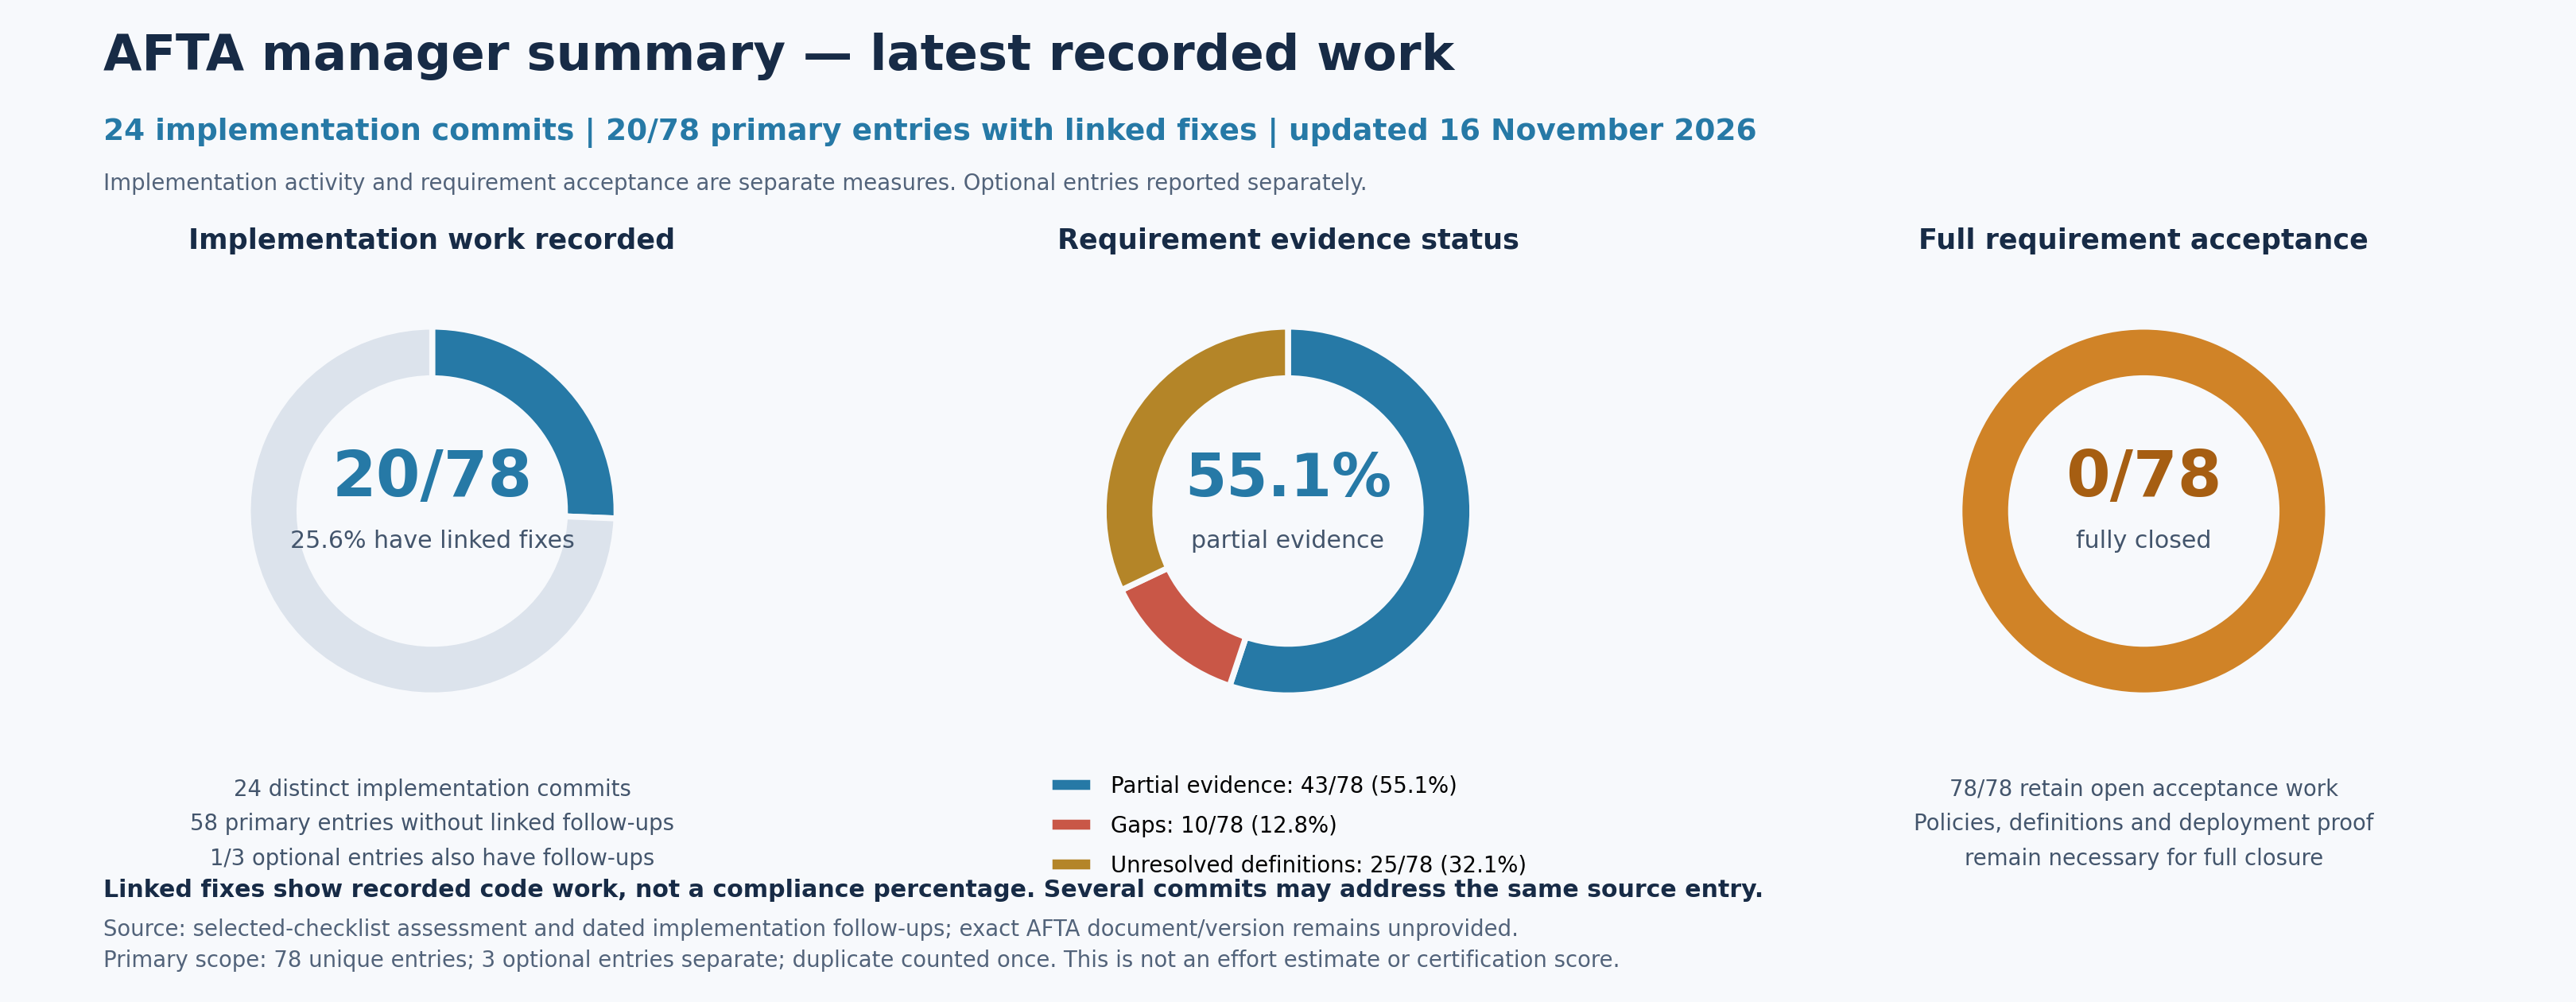 AFTA manager summary — latest recorded work
24 implementation commits | 20/78 primary entries with linked fixes | updated 16 November 2026
Implementation activity and requirement acceptance are separate measures. Optional entries reported separately.
Implementation work recorded
20/78
25.6% have linked fixes
24 distinct implementation commits
58 primary entries without linked follow-ups
1/3 optional entries also have follow-ups
Requirement evidence status
55.1%
partial evidence
Partial evidence: 43/78 (55.1%)
Gaps: 10/78 (12.8%)
Unresolved definitions: 25/78 (32.1%)
Full requirement acceptance
0/78
fully closed
78/78 retain open acceptance work
Policies, definitions and deployment proof
remain necessary for full closure
Linked fixes show recorded code work, not a compliance percentage. Several commits may address the same source entry.
Source: selected-checklist assessment and dated implementation follow-ups; exact AFTA document/version remains unprovided.
Primary scope: 78 unique entries; 3 optional entries separate; duplicate counted once. This is not an effort estimate or certification score.